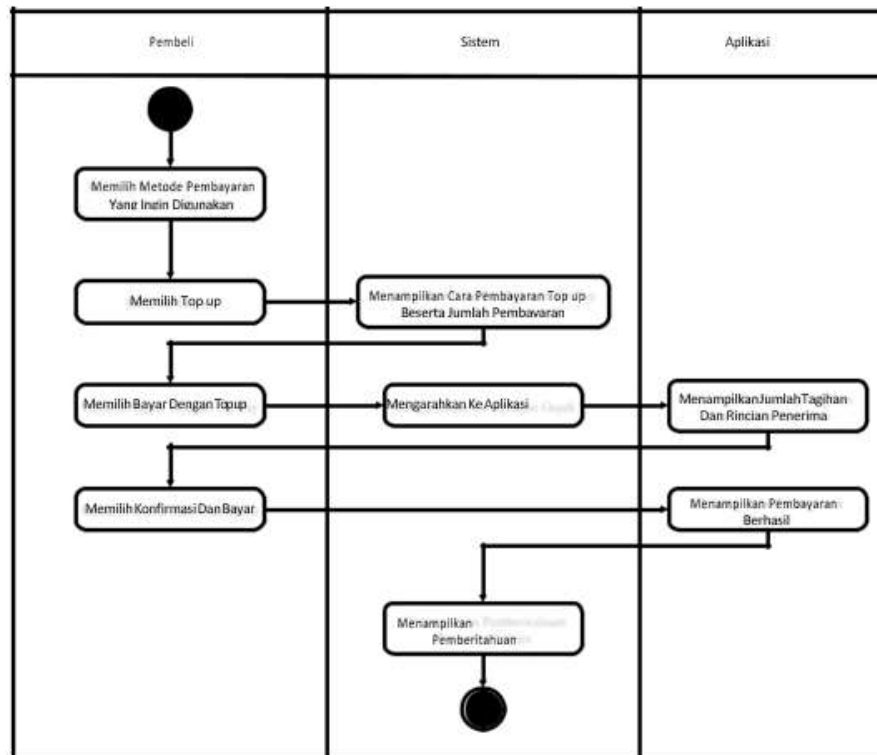 Pembeli
Sistem
Aplikasi
Memilih Metode Pembayaran
Yang Ingin Digunakan
Memilih Top up
Menampilkan Cara Pembayaran Top up
Beserta Jumlah Pembayaran
Memilih Bayar Dengan Topup
Mengarahkan Ke Aplikasi
Menampilkan Jumlah Tagihan
Dan Rincian Penerima
Memilih Konfirmasi Dan Bayar
Menampilkan Pembayaran
Berhasil
Menampilkan
Pemberitahuan